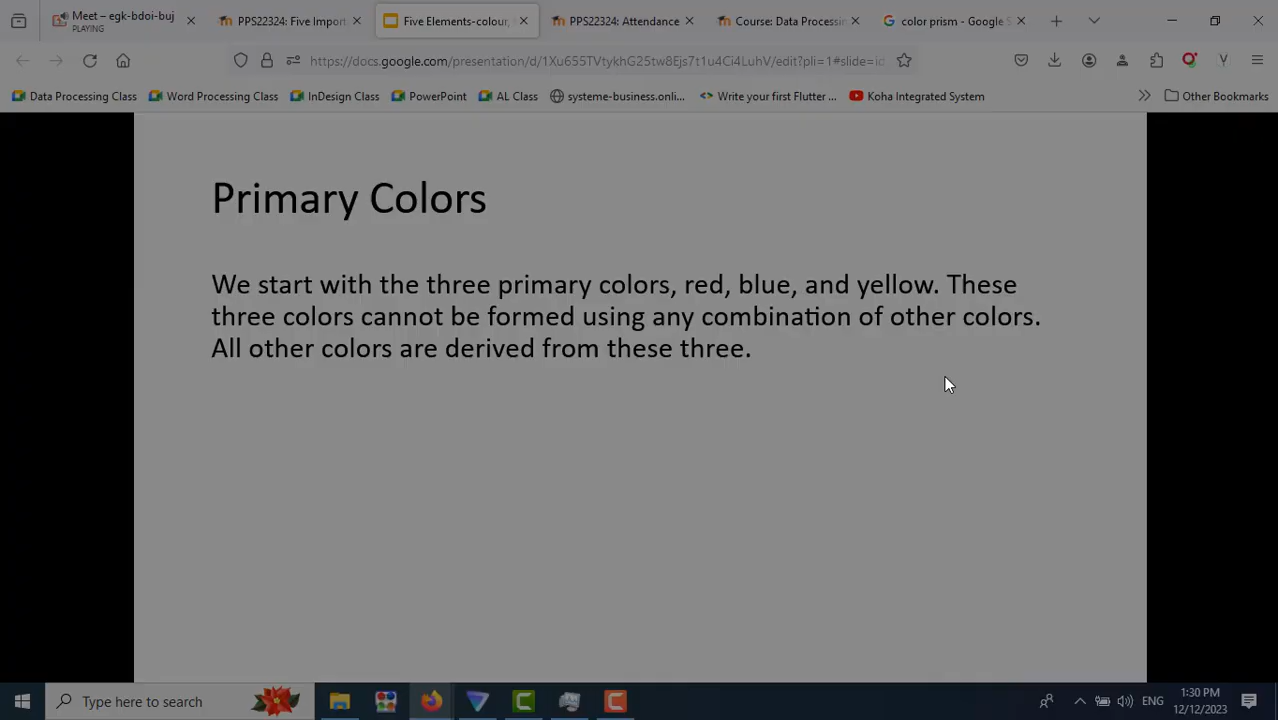 Meet – egk-bdoi-buj
PLAYING
PPS22324: Five Import
Five Elements-colour,
PPS22324: Attendance
Course: Data Processin
color prism - Google S
https://docs.google.com/presentation/d/1Xu655TVtykhG25tw8Ejs7t1u4Ci4LuhV/edit?pli=1#slide=id
Data Processing Class
Word Processing Class
InDesign Class
PowerPoint
AL Class
systeme-business.onli...
Write your first Flutter ...
Koha Integrated System
Other Bookmarks
Primary Colors
We start with the three primary colors, red, blue, and yellow. These
three colors cannot be formed using any combination of other colors.
All other colors are derived from these three.
Type here to search
ENG
1:30 PM
12/12/2023